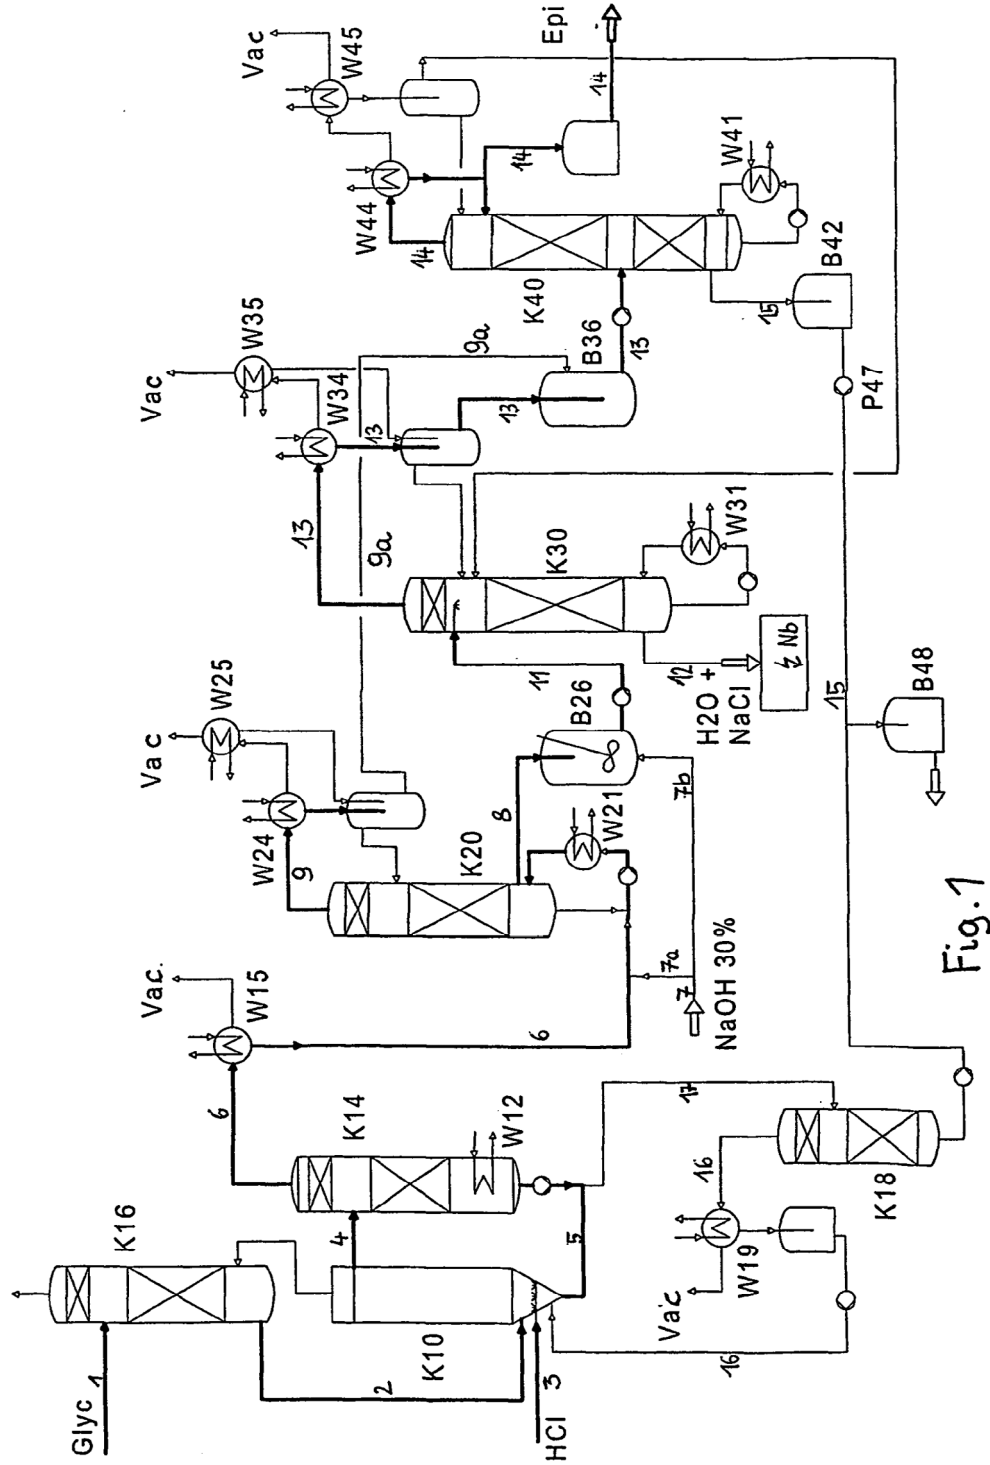 Glyc
1
K16
2
HCl
3
K10
4
5
K14
W12
6
W15
Vac.
6
16
Vac
W19
16
K18
17
7
7a
7b
NaOH 30%
9
W24
W25
Vac
K20
8
W21
B26
9a
11
12
H2O +
NaCl
Nb
K30
W31
13
W34
W35
Vac
13
9a
13
B36
13
K40
14
W44
W45
Vac
14
14
Epi
W41
15
B42
P47
15
B48
Fig. 1